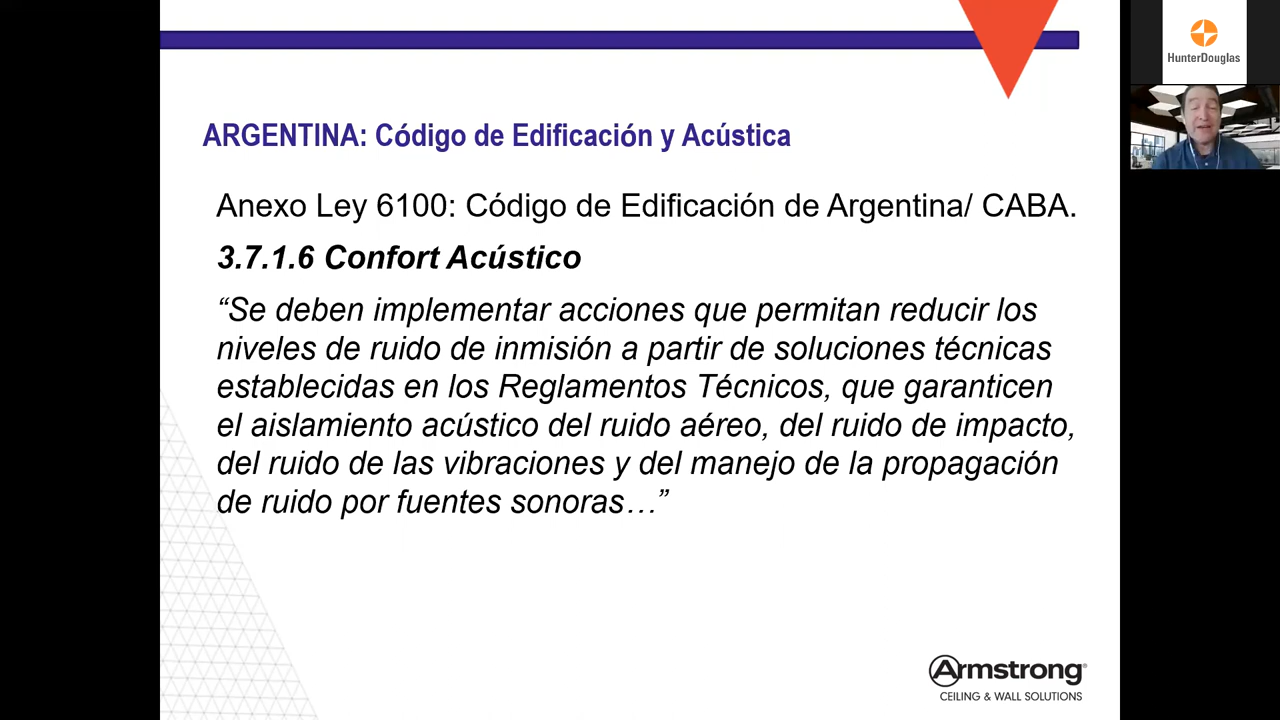 HunterDouglas
ARGENTINA: Código de Edificación y Acústica
Anexo Ley 6100: Código de Edificación de Argentina/ CABA.
3.7.1.6 Confort Acústico
“Se deben implementar acciones que permitan reducir los
niveles de ruido de inmisión a partir de soluciones técnicas
establecidas en los Reglamentos Técnicos, que garanticen
el aislamiento acústico del ruido aéreo, del ruido de impacto,
del ruido de las vibraciones y del manejo de la propagación
de ruido por fuentes sonoras…”
Armstrong®
CEILING & WALL SOLUTIONS